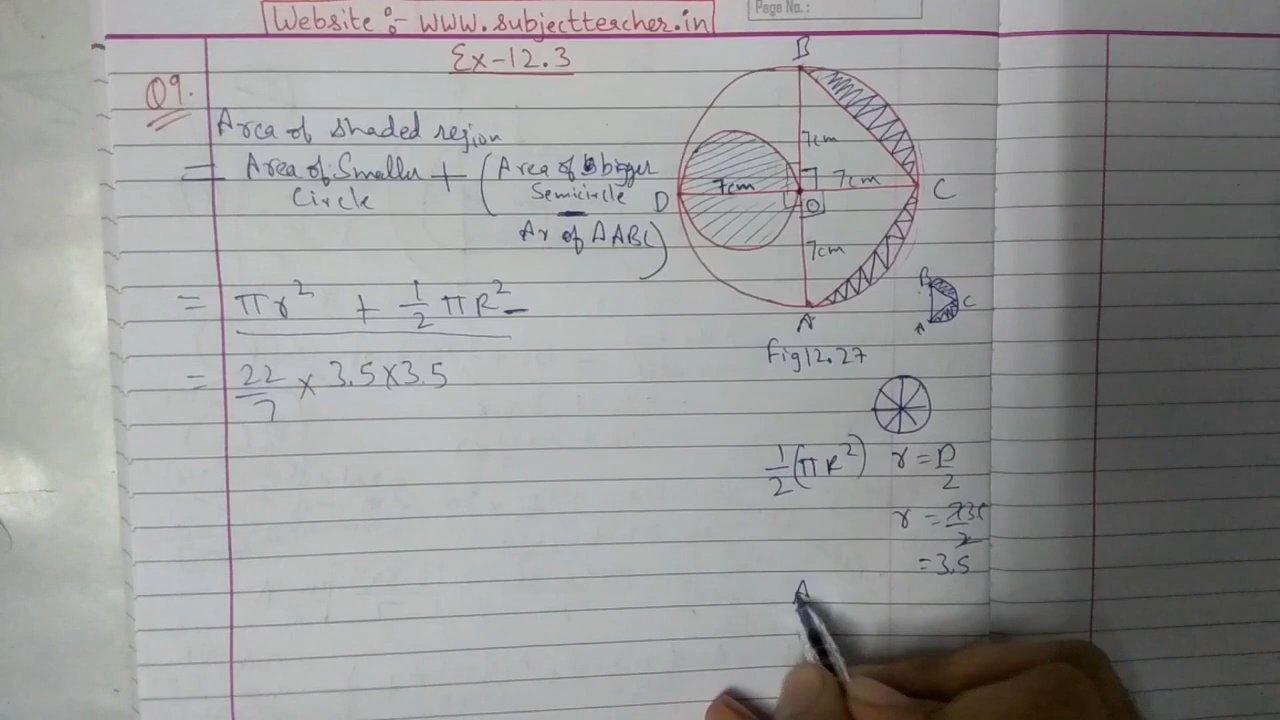 Website :- www.subjectteacher.in
Page No.:
Ex-12.3
Q9.
Area of shaded region
= Area of Smaller Circle + (Area of bigger Semicircle
- Ar of ΔABC)
= πr² + 1/2 πR² -
= 22/7 × 3.5×3.5
B
7cm
7cm
7cm
D
O
C
7cm
A
Fig 12.27
B
C
A
1/2 (πR²)
r = D/2
r = 7/2
= 3.5
A